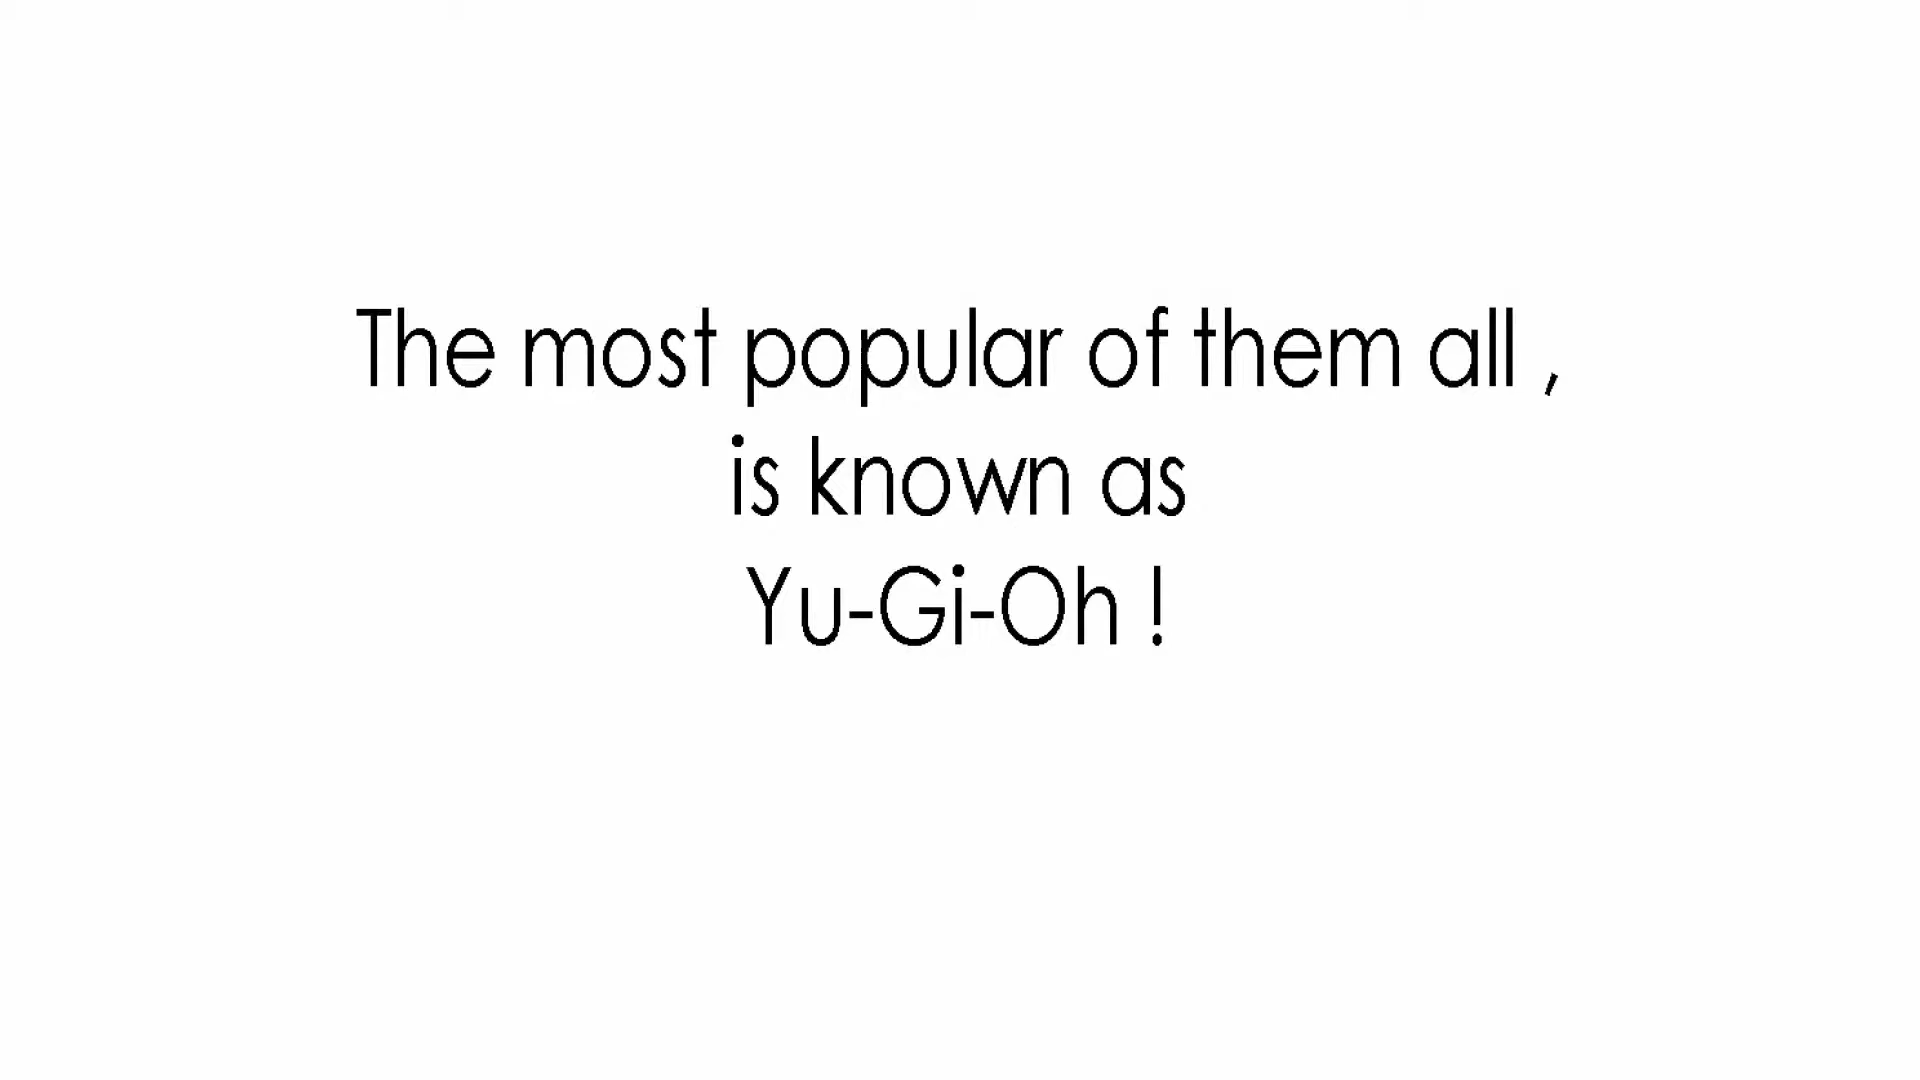 The most popular of them all ,
is known as
Yu-Gi-Oh !